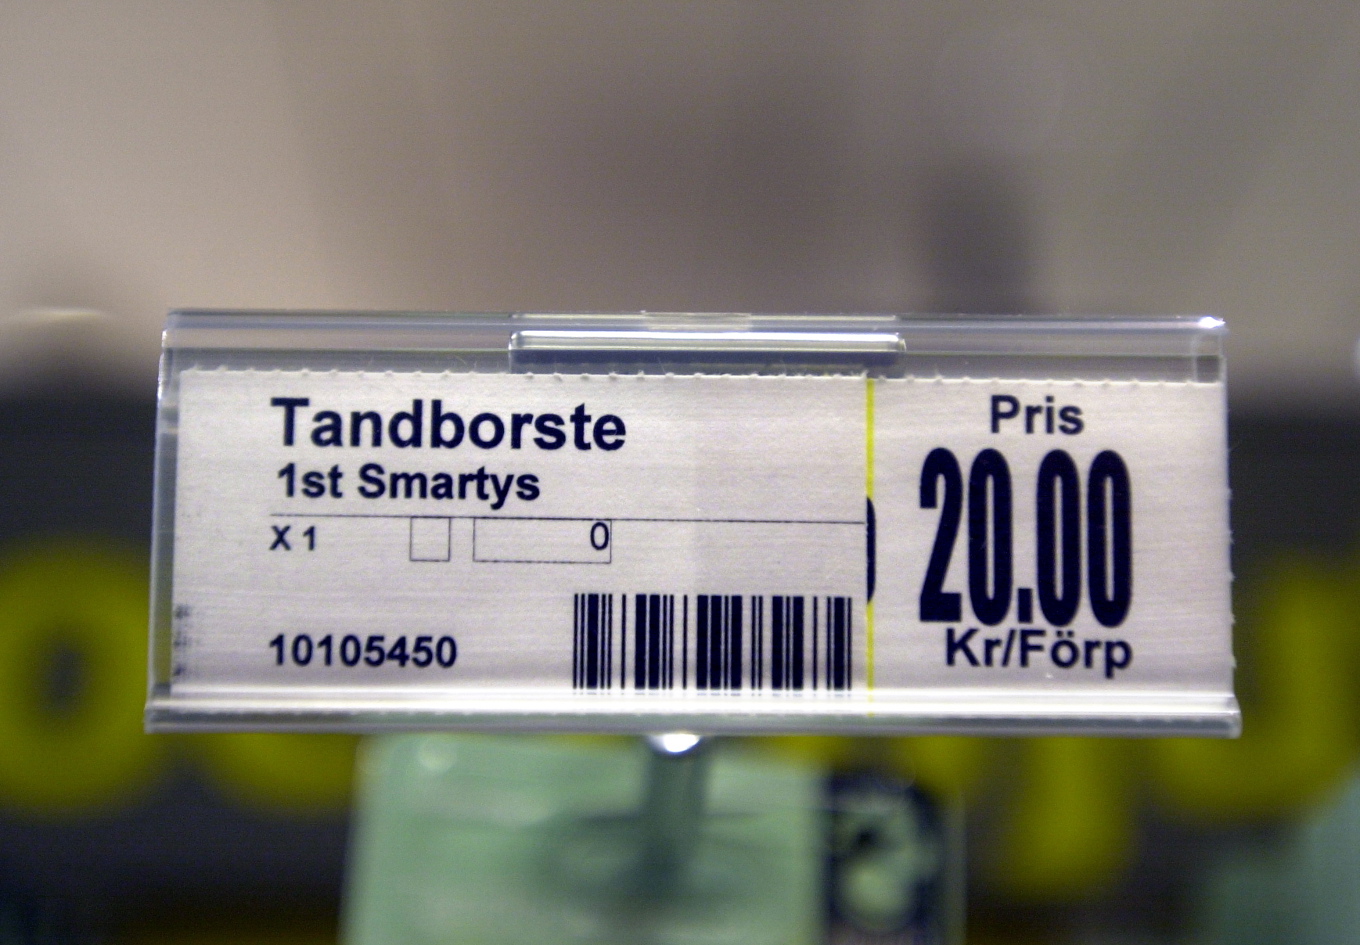 Tandborste
1st Smartys
X 1
0
10105450
Pris
20.00
Kr/Förp